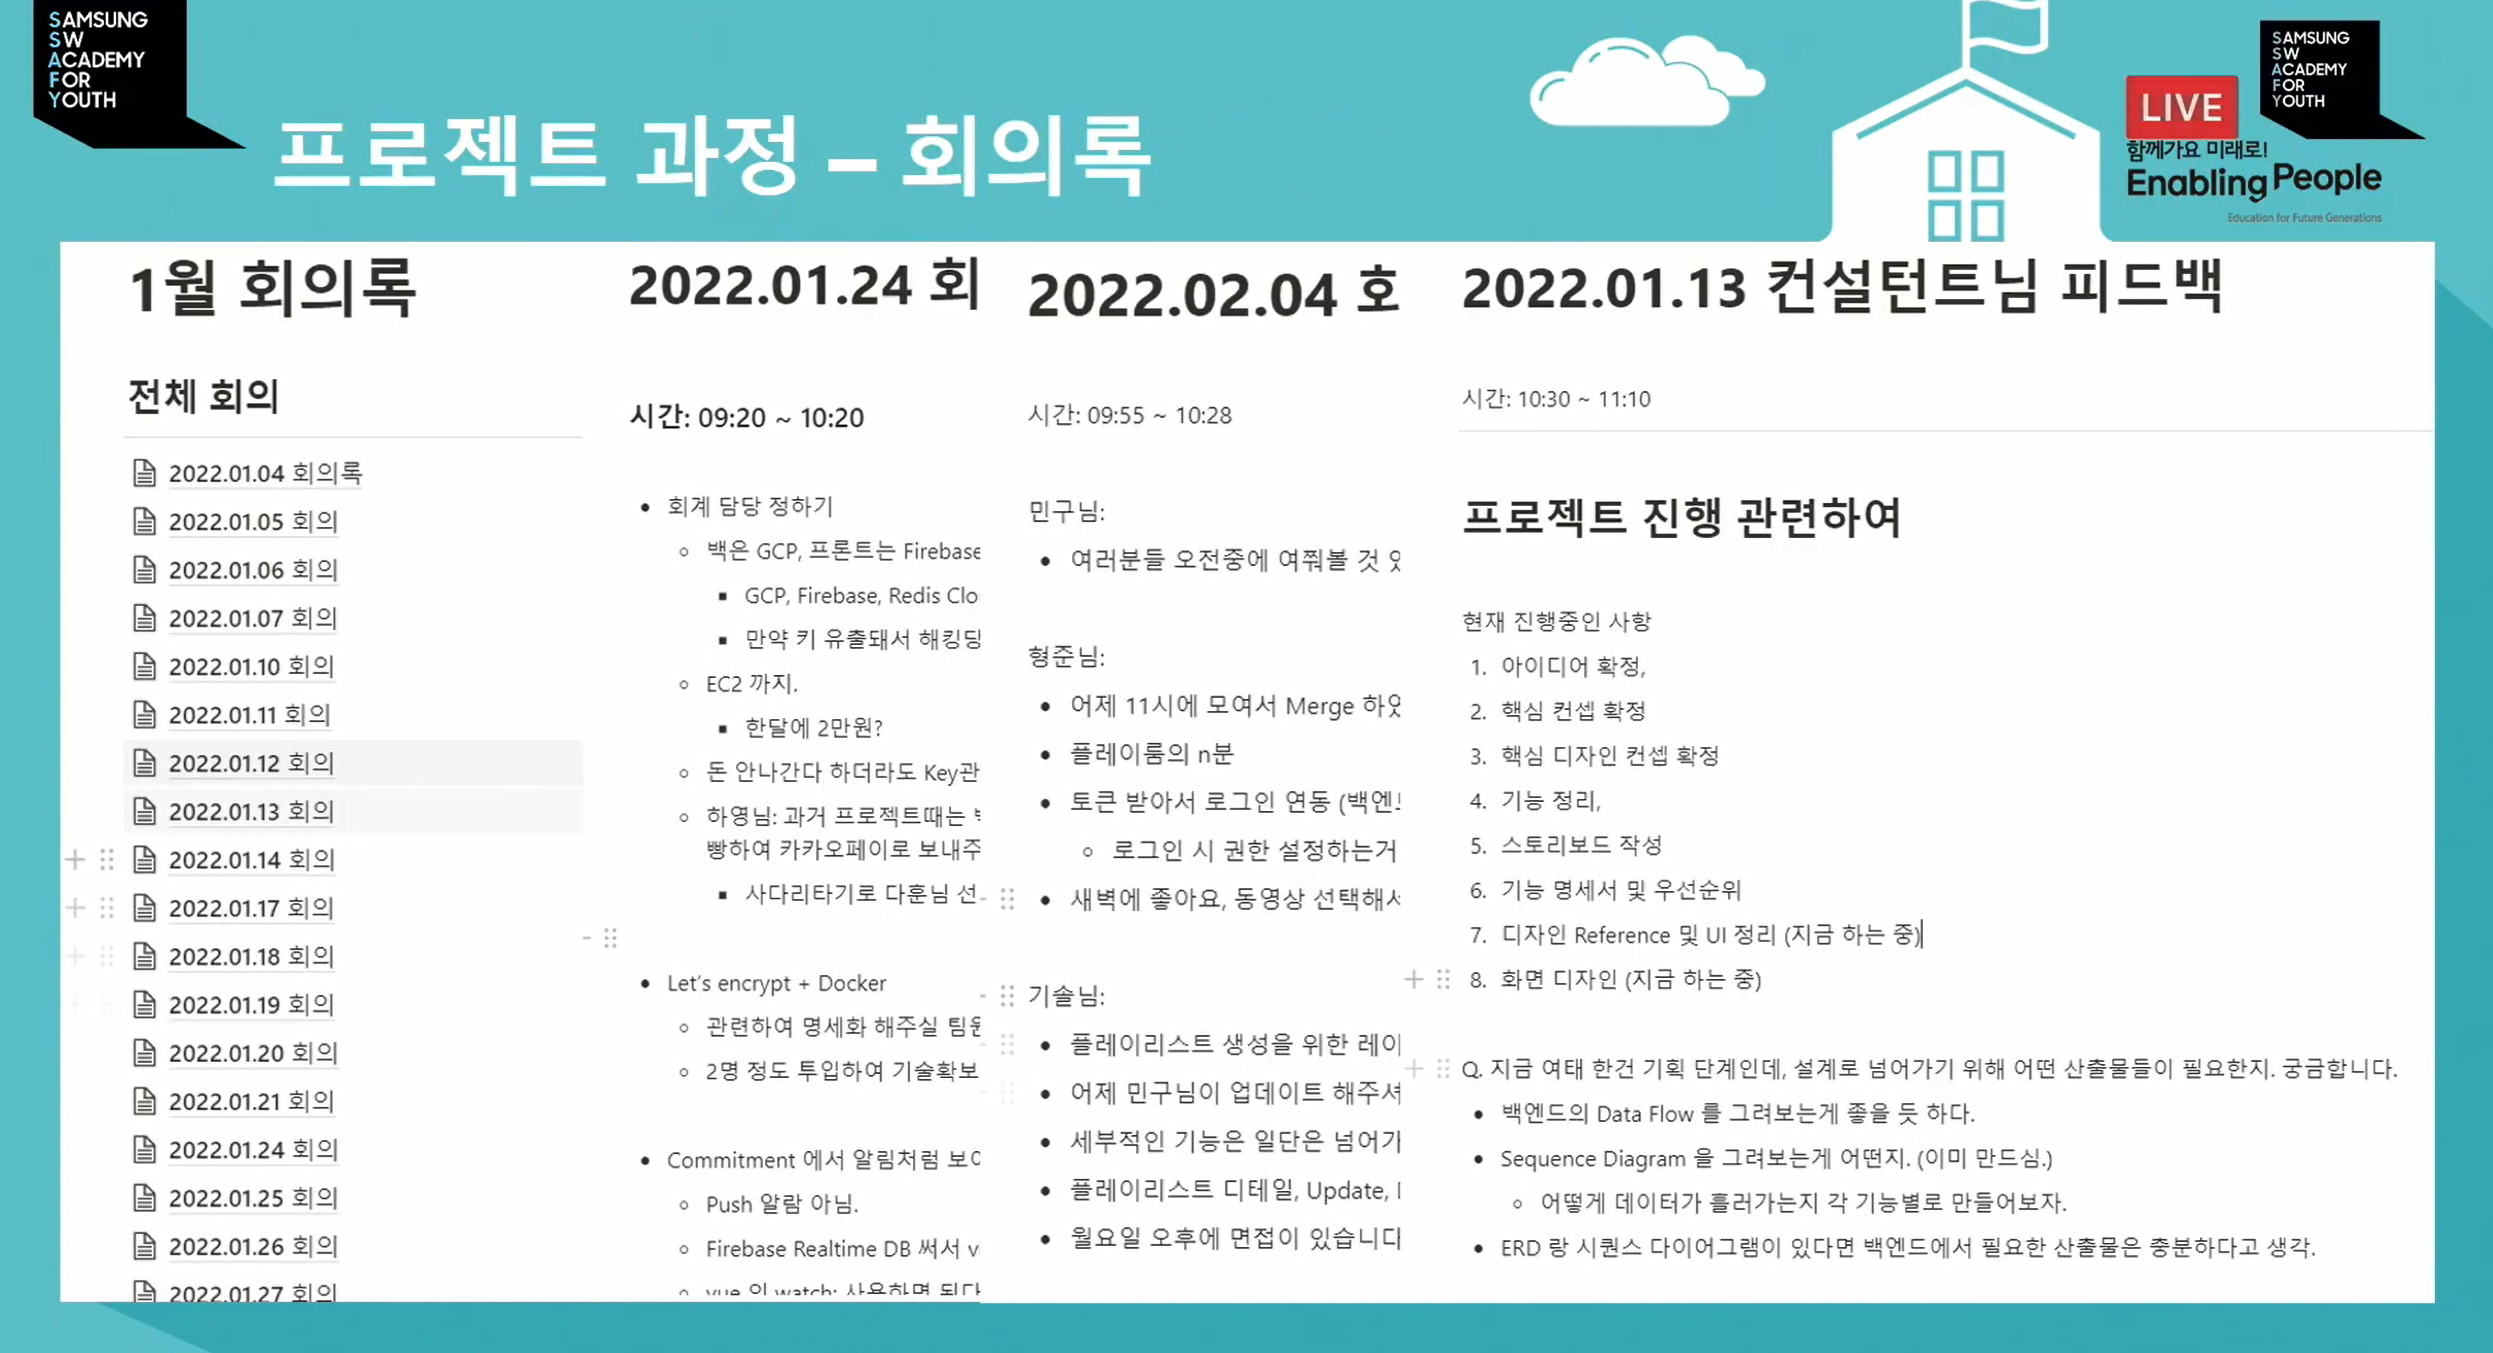 SAMSUNG
SW
ACADEMY
FOR
YOUTH
프로젝트 과정 – 회의록
LIVE
SAMSUNG
SW
ACADEMY
FOR
YOUTH
함께가요 미래로!
Enabling People
Education for Future Generations
1월 회의록
전체 회의
2022.01.04 회의록
2022.01.05 회의
2022.01.06 회의
2022.01.07 회의
2022.01.10 회의
2022.01.11 회의
2022.01.12 회의
2022.01.13 회의
2022.01.14 회의
2022.01.17 회의
2022.01.18 회의
2022.01.19 회의
2022.01.20 회의
2022.01.21 회의
2022.01.24 회의
2022.01.25 회의
2022.01.26 회의
2022.01.27 회의
2022.01.24 회
시간: 09:20 ~ 10:20
회계 담당 정하기
백은 GCP, 프론트는 Firebase
GCP, Firebase, Redis Clo
만약 키 유출돼서 해킹당
EC2 까지.
한달에 2만원?
돈 안나간다 하더라도 Key관
하영님: 과거 프로젝트때는
빵하여 카카오페이로 보내주
사다리타기로 다훈님 선
Let's encrypt + Docker
관련하여 명세화 해주실 팀원
2명 정도 투입하여 기술확보
Commitment 에서 알림처럼 보
Push 알람 아님.
Firebase Realtime DB 써서 v
vue 의 watch: 사용하면 된다
2022.02.04 회
시간: 09:55 ~ 10:28
민구님:
여러분들 오전중에 여쭤볼 것
형준님:
어제 11시에 모여서 Merge 하였
플레이룸의 n분
토큰 받아서 로그인 연동 (백엔드
로그인 시 권한 설정하는거
새벽에 좋아요, 동영상 선택해서
기솔님:
플레이리스트 생성을 위한 레이
어제 민구님이 업데이트 해주셔
세부적인 기능은 일단은 넘어가
플레이리스트 디테일, Update,
월요일 오후에 면접이 있습니다
2022.01.13 컨설턴트님 피드백
시간: 10:30 ~ 11:10
프로젝트 진행 관련하여
현재 진행중인 사항
1. 아이디어 확정,
2. 핵심 컨셉 확정
3. 핵심 디자인 컨셉 확정
4. 기능 정리,
5. 스토리보드 작성
6. 기능 명세서 및 우선순위
7. 디자인 Reference 및 UI 정리 (지금 하는 중)
8. 화면 디자인 (지금 하는 중)
Q. 지금 여태 한건 기획 단계인데, 설계로 넘어가기 위해 어떤 산출물들이 필요한지. 궁금합니다.
백엔드의 Data Flow 를 그려보는게 좋을 듯 하다.
Sequence Diagram 을 그려보는게 어떤지. (이미 만드심.)
어떻게 데이터가 흘러가는지 각 기능별로 만들어보자.
ERD 랑 시퀀스 다이어그램이 있다면 백엔드에서 필요한 산출물은 충분하다고 생각.